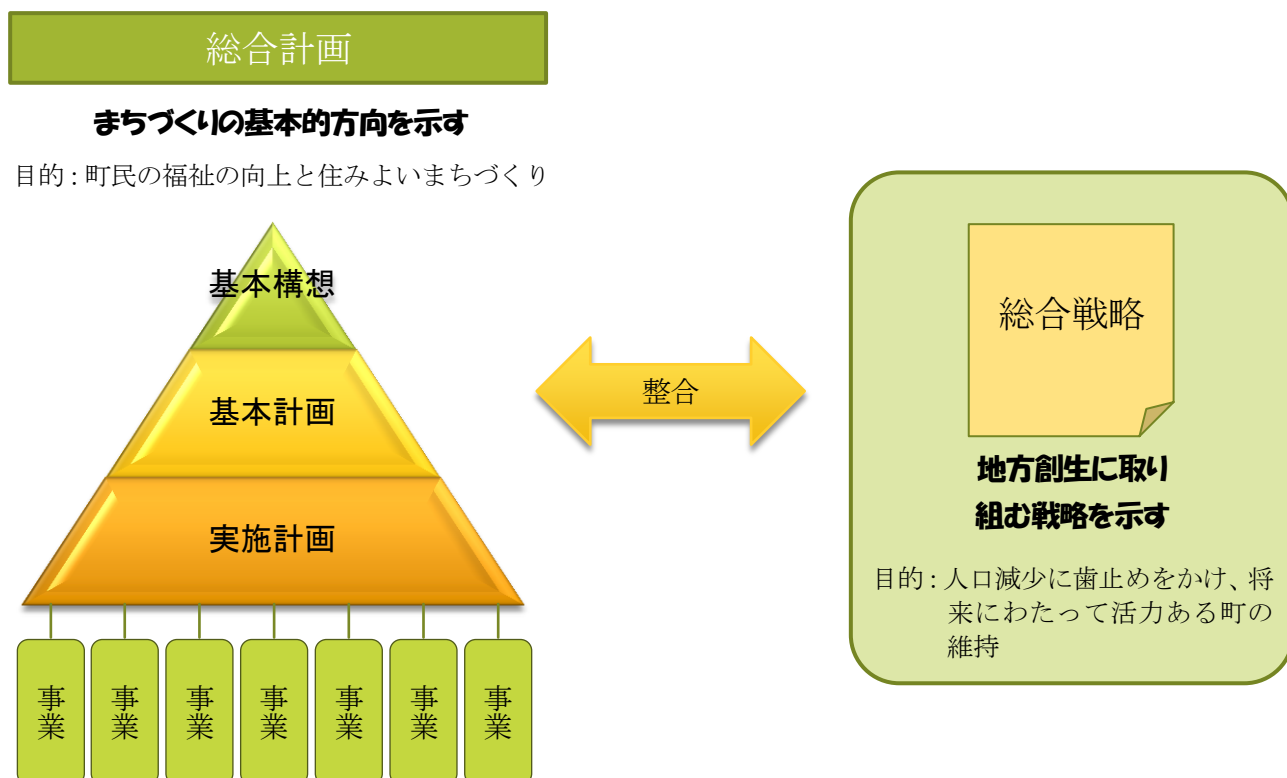 総合計画
まちづくりの基本的方向を示す
目的：町民の福祉の向上と住みよいまちづくり
基本構想
基本計画
実施計画
事業
事業
事業
事業
事業
事業
事業
整合
総合戦略
地方創生に取り
組む戦略を示す
目的：人口減少に歯止めをかけ、将
来にわたって活力ある町の
維持